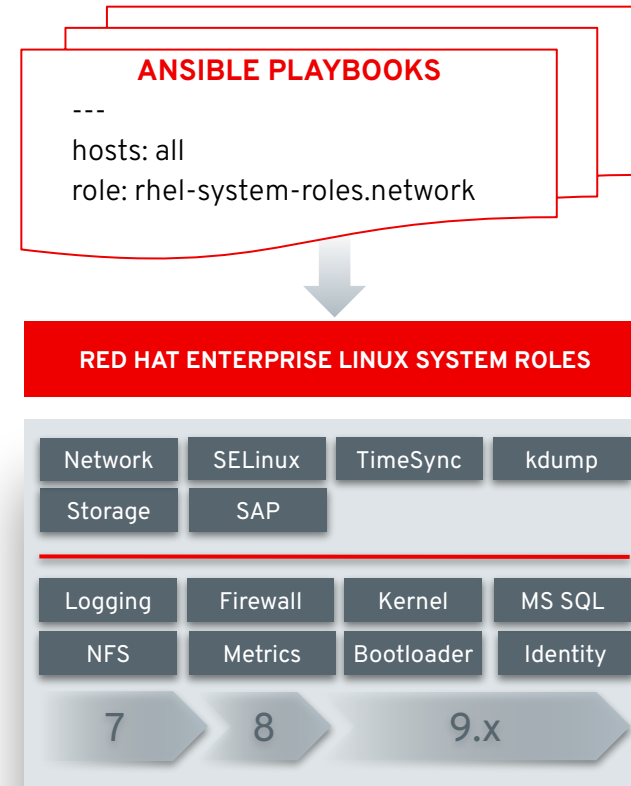 ANSIBLE PLAYBOOKS
---
hosts: all
role: rhel-system-roles.network
RED HAT ENTERPRISE LINUX SYSTEM ROLES
Network SELinux TimeSync kdump
Storage SAP
Logging Firewall Kernel MS SQL
NFS Metrics Bootloader Identity
7 8 9.x